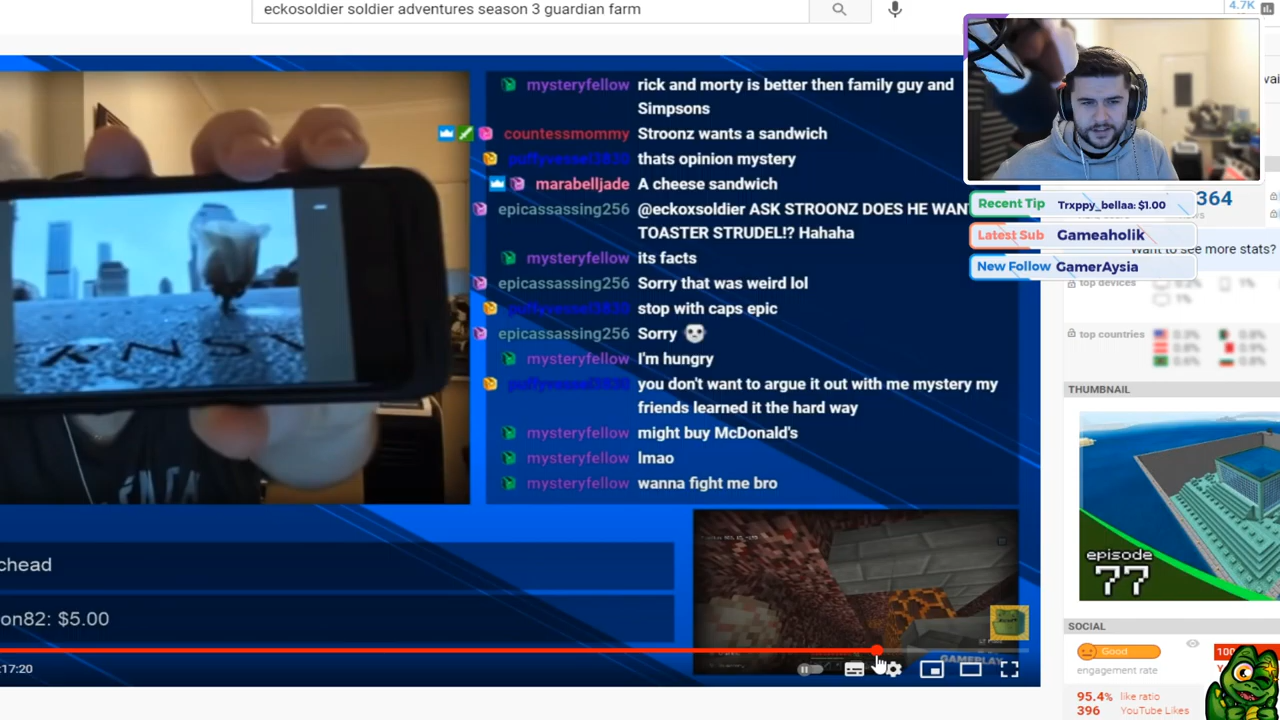 eckosoldier soldier adventures season 3 guardian farm
4.7K
mysteryfellow rick and morty is better then family guy and
Simpsons
countessmommy Stroonz wants a sandwich
thats opinion mystery
marabelljade A cheese sandwich
epicassassing256 @eckoxsoldier ASK STROONZ DOES HE WAN
TOASTER STRUDEL!? Hahaha
mysteryfellow its facts
epicassassing256 Sorry that was weird lol
stop with caps epic
epicassassing256 Sorry
mysteryfellow I'm hungry
you don't want to argue it out with me mystery my
friends learned it the hard way
mysteryfellow might buy McDonald's
mysteryfellow lmao
mysteryfellow wanna fight me bro
chead
on82: $5.00
:17:20
GAMEPLAY
Recent Tip Trxppy_bellaa: $1.00
364
Latest Sub Gameaholik
Want to see more stats?
New Follow GamerAysia
top devices
top countries
THUMBNAIL
episode
77
SOCIAL
Good
engagement rate
100
95.4% like ratio
396 YouTube Likes